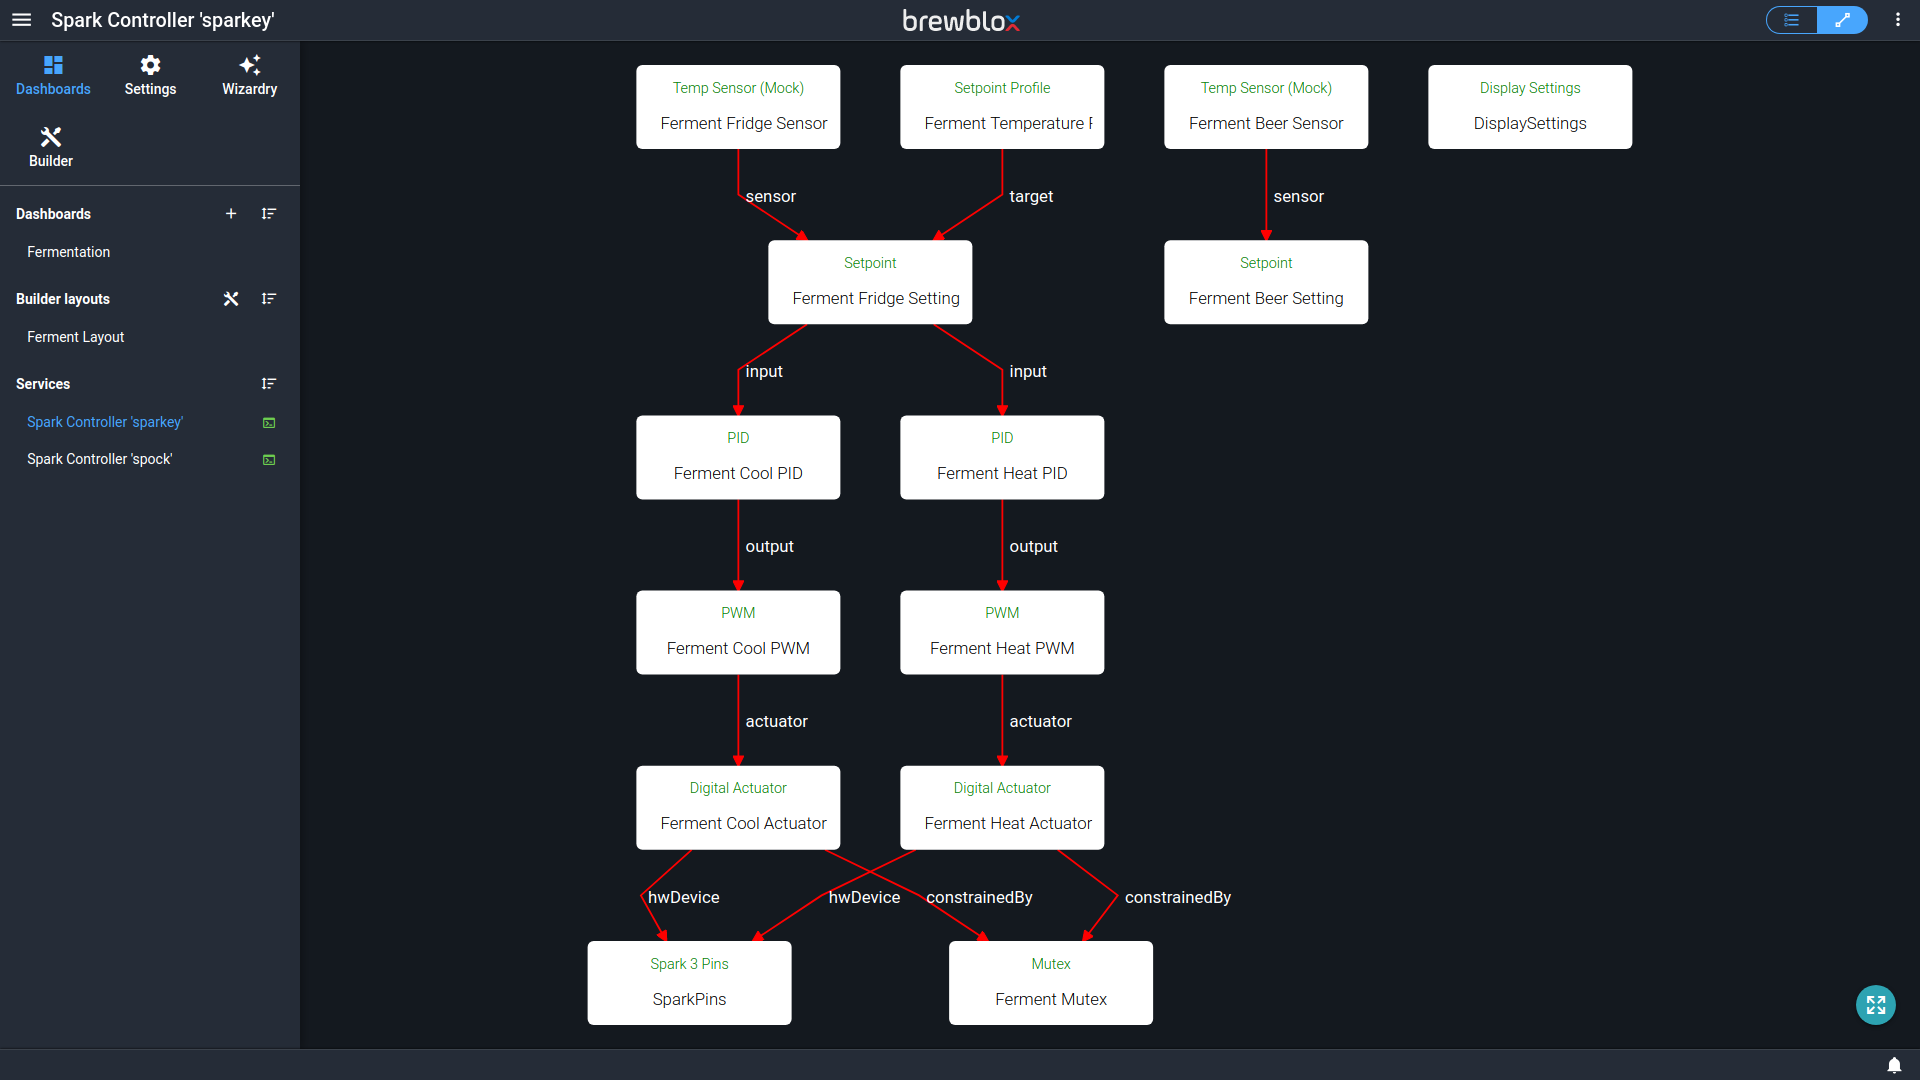 Spark Controller 'sparkey'
brewblox
Dashboards
Settings
Wizardry
Builder
Dashboards
Fermentation
Builder layouts
Ferment Layout
Services
Spark Controller 'sparkey'
Spark Controller 'spock'
Temp Sensor (Mock)
Ferment Fridge Sensor
Setpoint Profile
Ferment Temperature
Temp Sensor (Mock)
Ferment Beer Sensor
Display Settings
DisplaySettings
sensor
target
sensor
Setpoint
Ferment Fridge Setting
Setpoint
Ferment Beer Setting
input
input
PID
Ferment Cool PID
PID
Ferment Heat PID
output
output
PWM
Ferment Cool PWM
PWM
Ferment Heat PWM
actuator
actuator
Digital Actuator
Ferment Cool Actuator
Digital Actuator
Ferment Heat Actuator
hwDevice
hwDevice
constrainedBy
constrainedBy
Spark 3 Pins
SparkPins
Mutex
Ferment Mutex